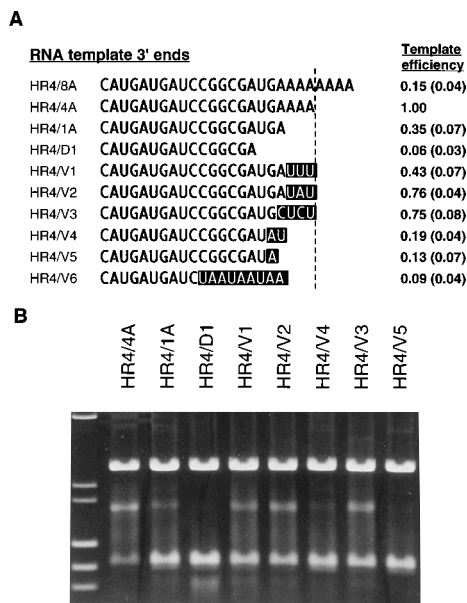 A
RNA template 3' ends
Template efficiency
HR4/8A CAUGAUGAUCCGGCGAUGAAAAAAAA 0.15 (0.04)
HR4/4A CAUGAUGAUCCGGCGAUGAAAA 1.00
HR4/1A CAUGAUGAUCCGGCGAUGA 0.35 (0.07)
HR4/D1 CAUGAUGAUCCGGCGA 0.06 (0.03)
HR4/V1 CAUGAUGAUCCGGCGAUGAUUU 0.43 (0.07)
HR4/V2 CAUGAUGAUCCGGCGAUGAUAU 0.76 (0.04)
HR4/V3 CAUGAUGAUCCGGCGAUGCUCU 0.75 (0.08)
HR4/V4 CAUGAUGAUCCGGCGAUAU 0.19 (0.04)
HR4/V5 CAUGAUGAUCCGGCGAUA 0.13 (0.07)
HR4/V6 CAUGAUGAUCUAAUAAUAA 0.09 (0.04)
B
HR4/4A
HR4/1A
HR4/D1
HR4/V1
HR4/V2
HR4/V4
HR4/V3
HR4/V5